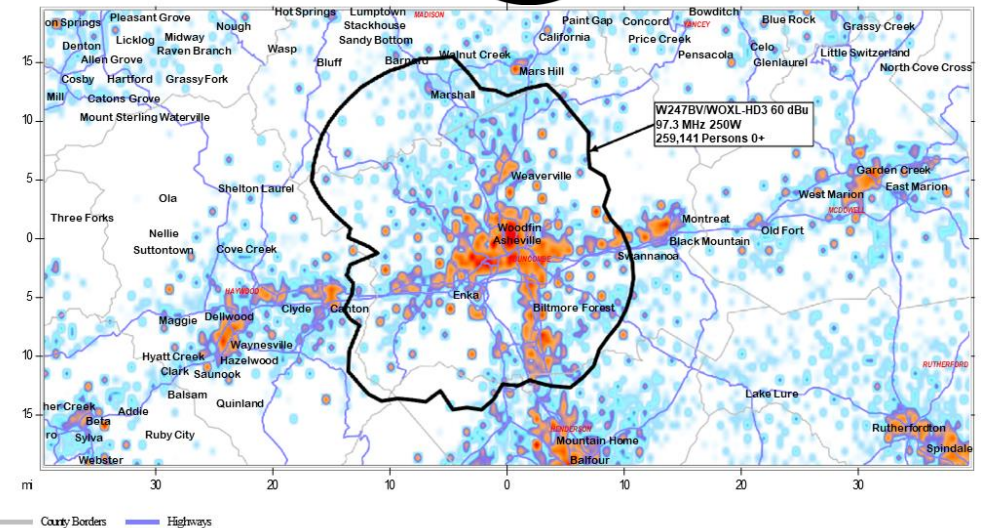 on Springs Pleasant Grove Nough Hot Springs Lumptown MADISON Paint Gap Concord Bowditch Blue Rock Grassy Creek
Stackhouse YANCEY
Denton Licklog Midway Wasp Sandy Bottom California Price Creek Celo
Allen Grove Raven Branch Walnut Creek Pensacola Little Switzerland
15 Bluff Barnard Glenlaurel North Cove Cross
Cosby Hartford Grassy Fork Mars Hill
Mill/ Catons Grove Marshall
10 Mount Sterling Waterville
W247BV/WOXL-HD3 60 dBu
97.3 MHz 250W
259,141 Persons 0+
5 Weaverville Garden Creek
Shelton Laurel East Marion
Ola West Marion
Three Forks Montreat MCDOWELL
Nellie Woodfin Old Fort
0 Asheville Black Mountain
Suttontown Cove Creek BUNCOMBE Swannanoa
HAYWOOD Enka
5 Clyde Canton Biltmore Forest
Maggie Dellwood
Waynesville
10 Hyatt Creek Hazelwood RUTHERFORD
Clark Saunook
Balsam Quinland Lake Lure
her Creek Addie
15 Beta HENDERSON Rutherfordton
ro Sylva Ruby City Mountain Home
Webster Balfour Spindale
mi 30 20 10 0 10 20 30
County Borders Highways